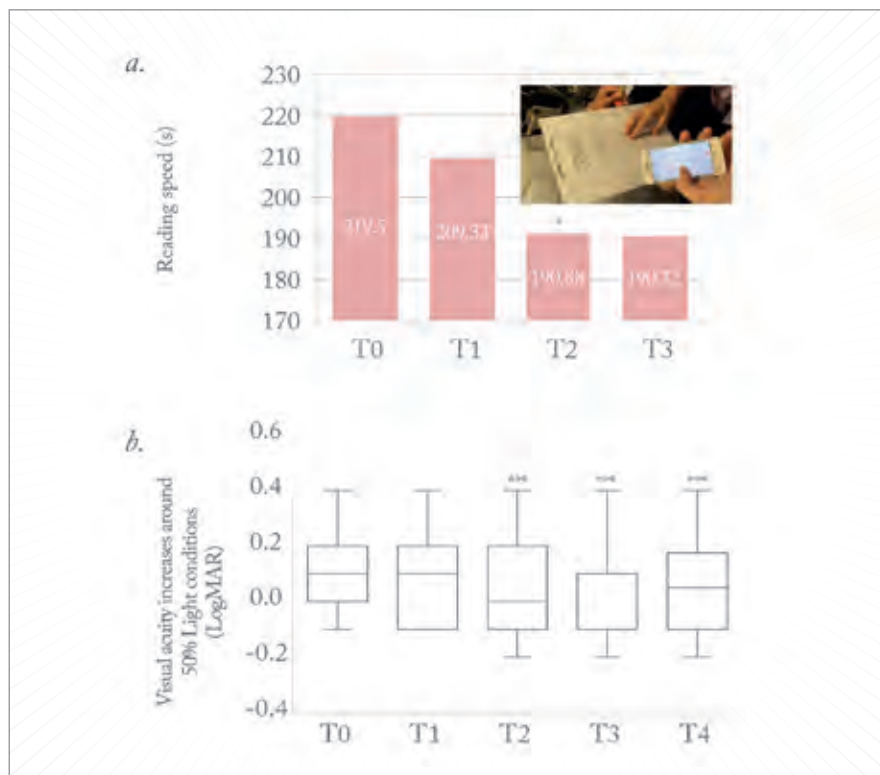 a.
Reading speed (s)
230
220
210
200
190
180
170
209.33
190.88
190.32
*
T0 T1 T2 T3
b.
Visual acuity increases around
50% Light conditions
(LogMAR)
0.6
0.4
0.2
0.0
-0.2
-0.4
*** *** ***
T0 T1 T2 T3 T4